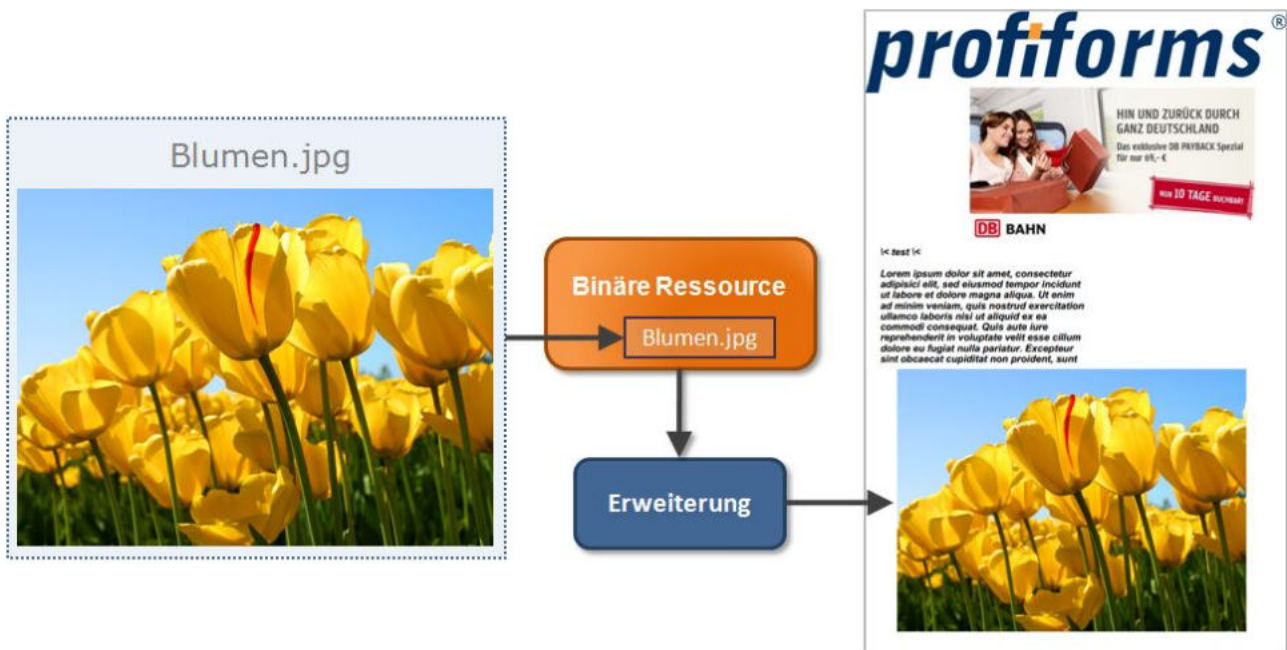 Blumen.jpg
Binäre Ressource
Blumen.jpg
Erweiterung
profiforms®
HIN UND ZURÜCK DURCH
GANZ DEUTSCHLAND
Das exklusive DB PAYBACK Spezial
für nur 69,- €
NUR 10 TAGE BUCHBAR!
DB BAHN
\< test \<
Lorem ipsum dolor sit amet, consectetur
adipisici elit, sed eiusmod tempor incidunt
ut labore et dolore magna aliqua. Ut enim
ad minim veniam, quis nostrud exercitation
ullamco laboris nisi ut aliquid ex ea
commodi consequat. Quis aute iure
reprehenderit in voluptate velit esse cillum
dolore eu fugiat nulla pariatur. Excepteur
sint obcaecat cupiditat non proident, sunt